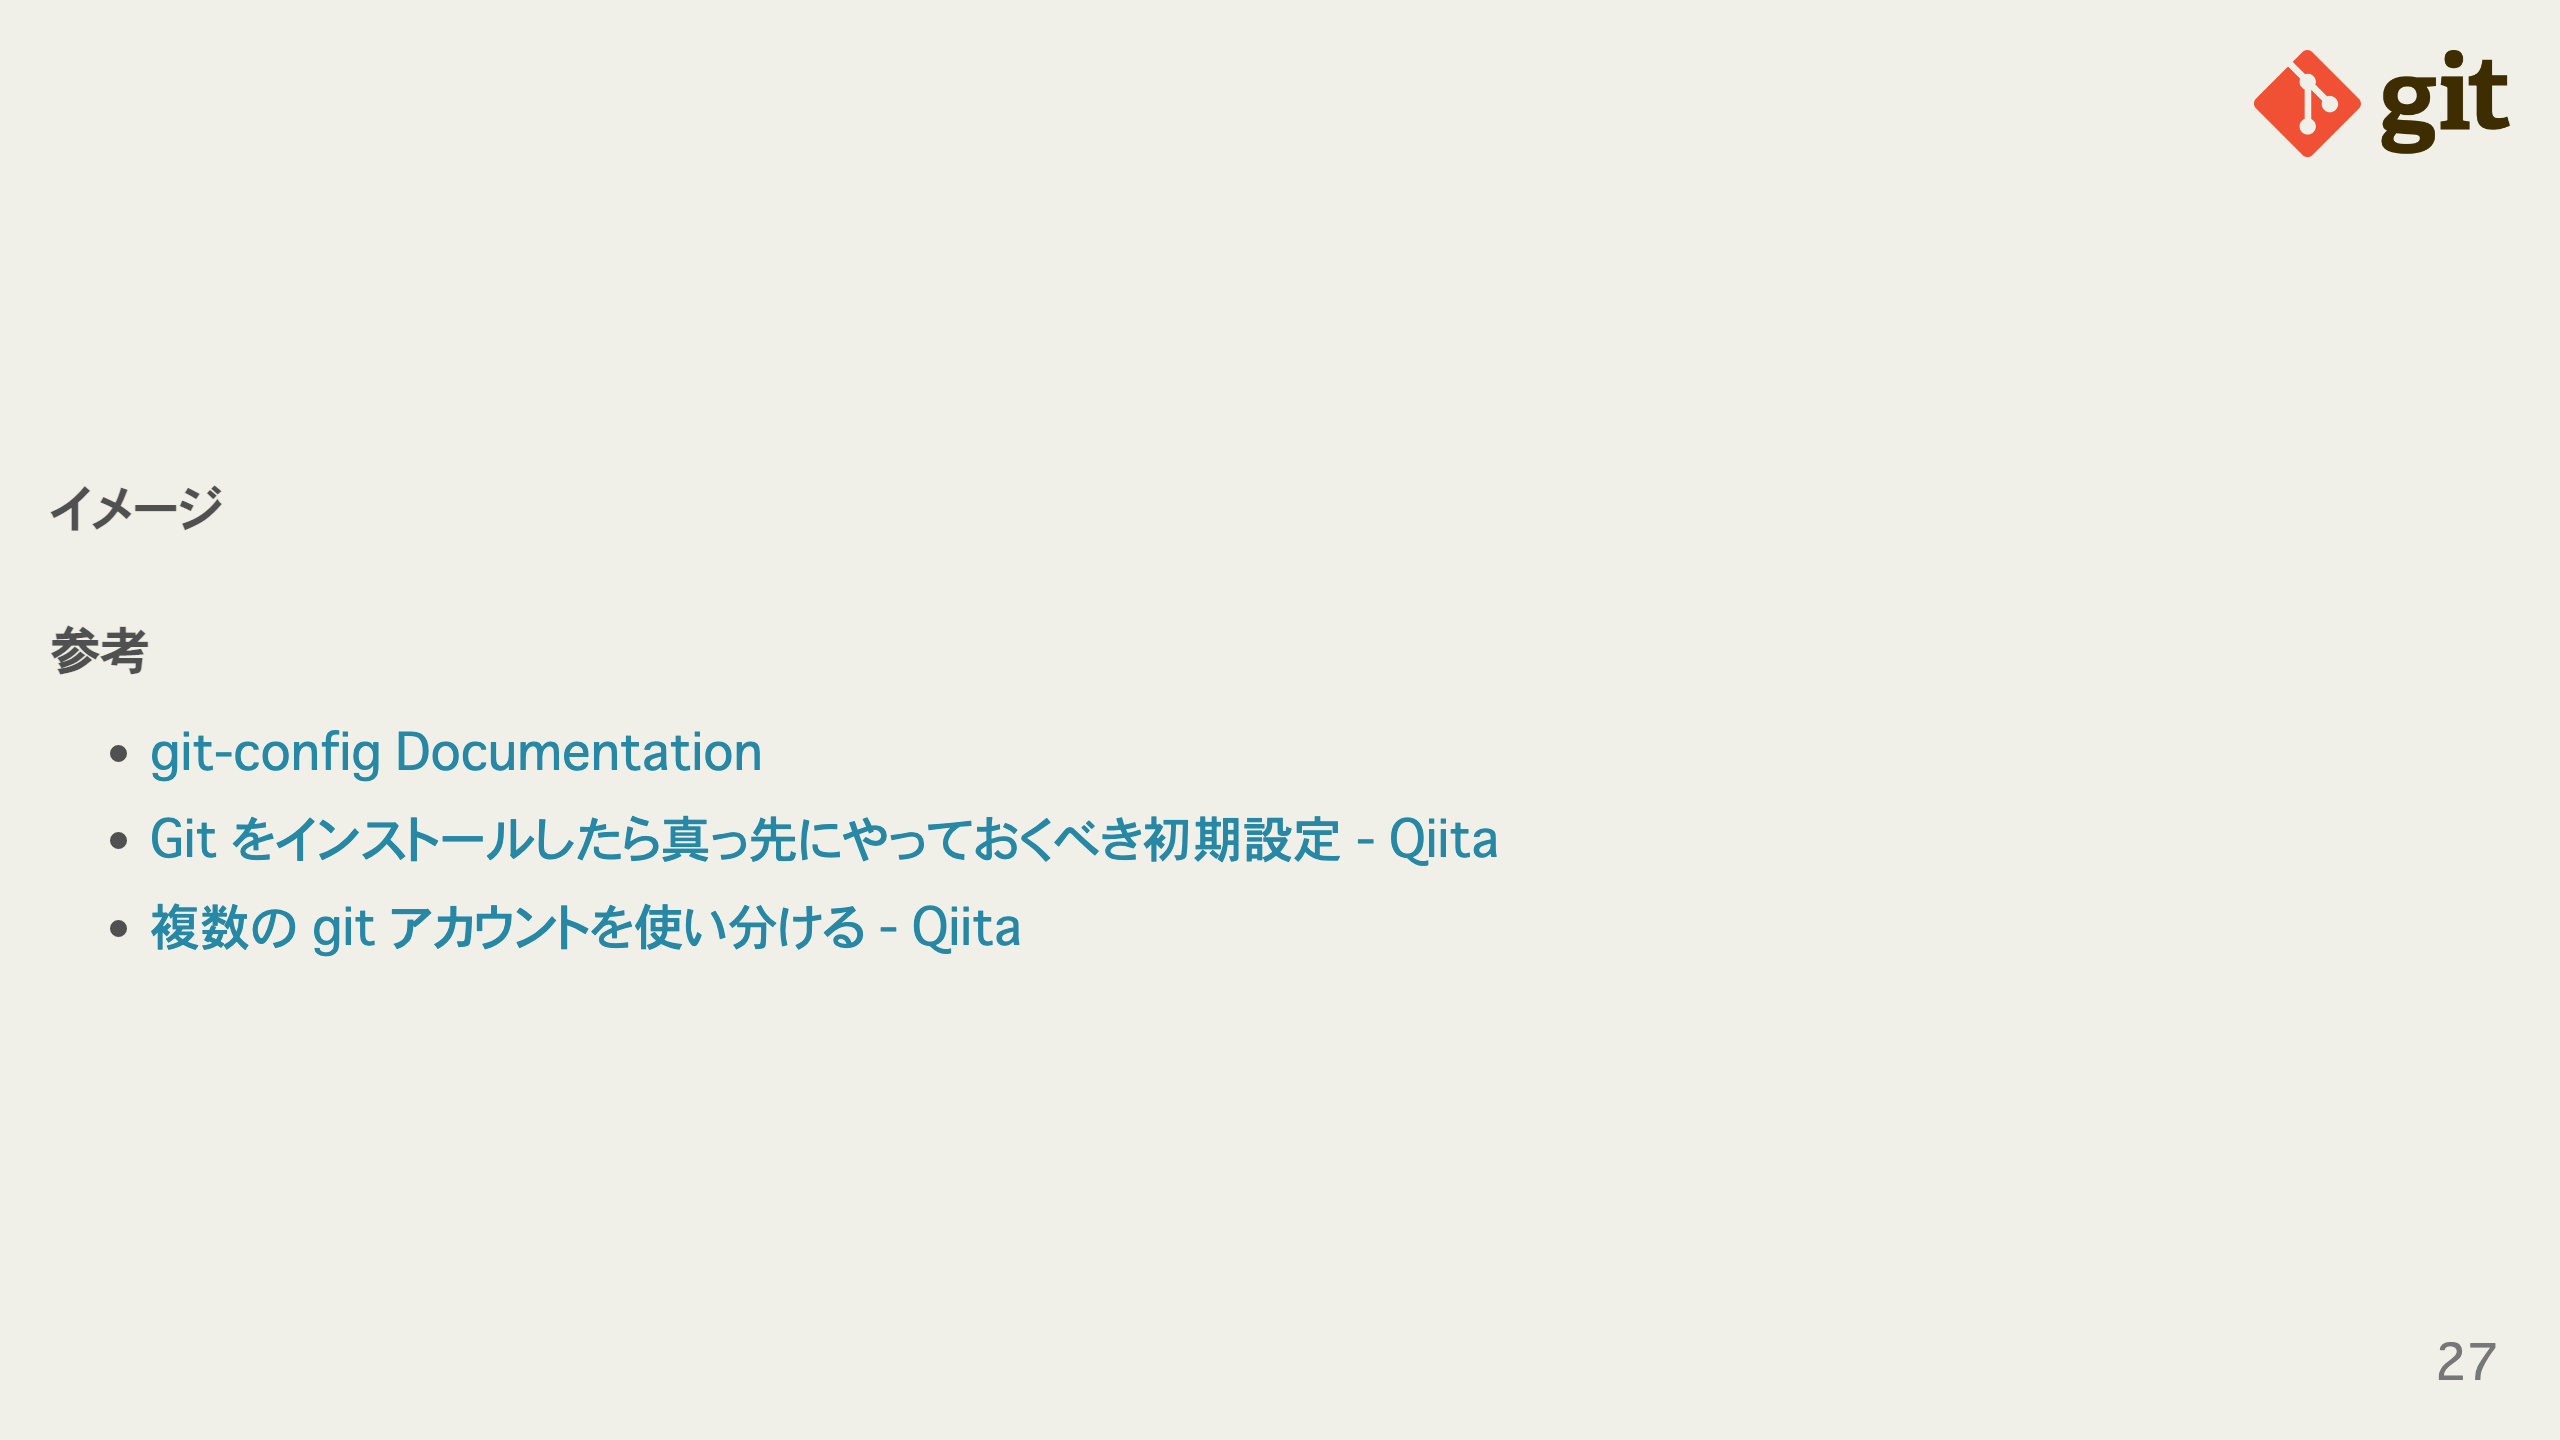 git
イメージ
参考
git-config Documentation
Git をインストールしたら真っ先にやっておくべき初期設定 - Qiita
複数の git アカウントを使い分ける - Qiita
27